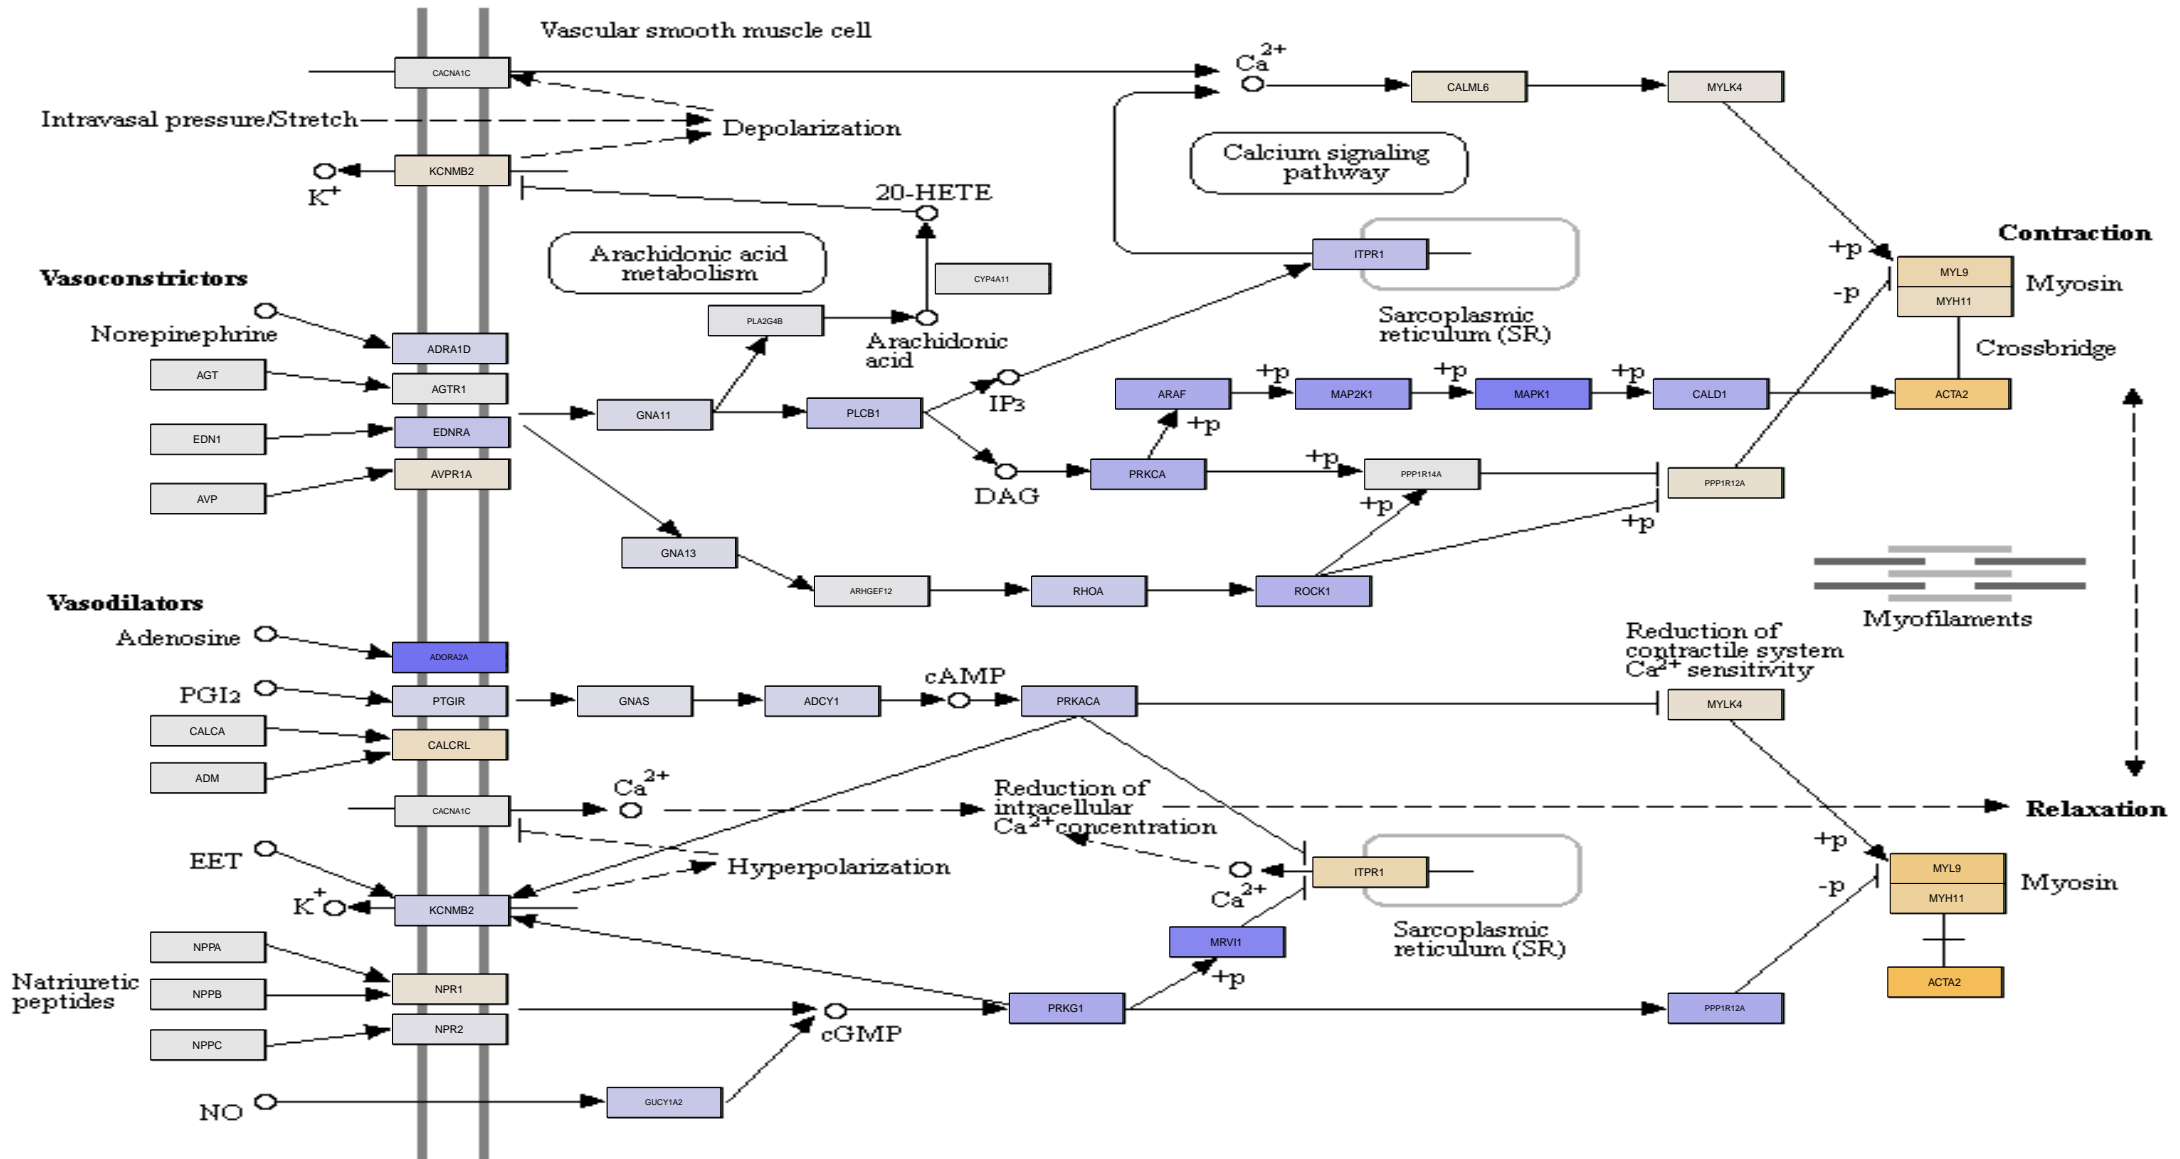 Vascular smooth muscle cell
CACNA1C
Ca2+
CALML6
MYLK4
Intravasal pressure/Stretch
Depolarization
KCNMB2
K+
Calcium signaling
pathway
20-HETE
Arachidonic acid
metabolism
CYP4A11
ITPR1
+p
Contraction
MYL9
MYH11
Myosin
-p
Vasoconstrictors
Norepinephrine
PLA2G4B
Arachidonic
acid
Sarcoplasmic
reticulum (SR)
Crossbridge
ADRA1D
AGT
AGTR1
EDN1
EDNRA
AVP
AVPR1A
GNA11
PLCB1
IP3
DAG
ARAF
+p
MAP2K1
+p
MAPK1
+p
CALD1
ACTA2
+p
PRKCA
+p
PPP1R14A
PPP1R12A
+p
+p
GNA13
ARHGEF12
RHOA
ROCK1
Myofilaments
Vasodilators
Adenosine
ADORA2A
Reduction of
contractile system
Ca2+ sensitivity
PGI2
PTGIR
GNAS
ADCY1
cAMP
PRKACA
MYLK4
CALCA
CALCRL
ADM
CACNA1C
Ca2+
Reduction of
intracellular
Ca2+concentration
Relaxation
EET
Hyperpolarization
KCNMB2
K+
Ca2+
ITPR1
+p
-p
MYL9
MYH11
Myosin
Sarcoplasmic
reticulum (SR)
MRVI1
+p
NPPA
Natriuretic
peptides
NPPB
NPR1
NPPC
NPR2
cGMP
PRKG1
PPP1R12A
ACTA2
NO
GUCY1A2